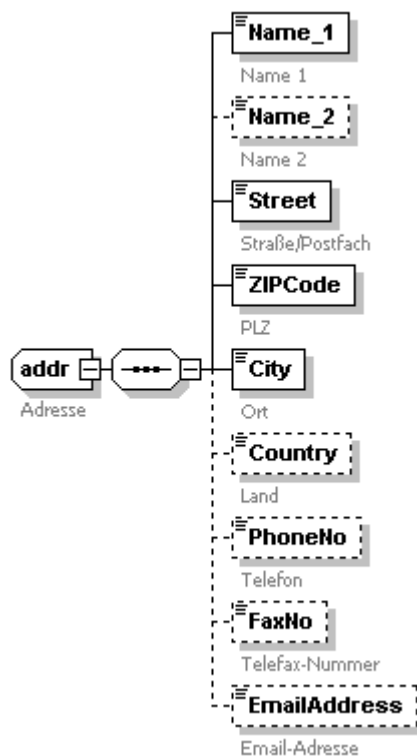 Name_1
Name 1
Name_2
Name 2
Street
Straße/Postfach
ZIPCode
PLZ
addr
Adresse
City
Ort
Country
Land
PhoneNo
Telefon
FaxNo
Telefax-Nummer
EmailAddress
Email-Adresse